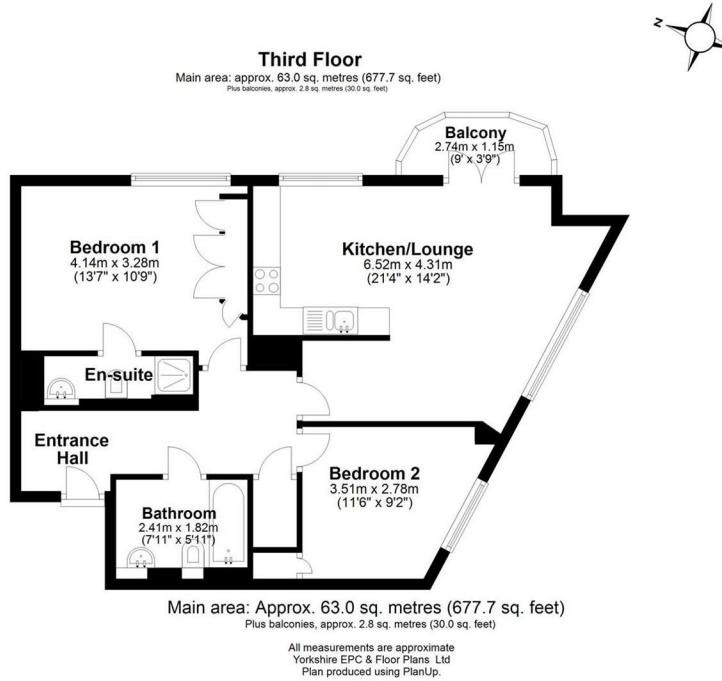 N
Third Floor
Main area: approx. 63.0 sq. metres (677.7 sq. feet)
Plus balconies, approx. 2.8 sq. metres (30.0 sq. feet)
Balcony
2.74m x 1.15m
(9' x 3'9")
Bedroom 1
4.14m x 3.28m
(13'7" x 10'9")
Kitchen/Lounge
6.52m x 4.31m
(21'4" x 14'2")
En-suite
Entrance
Hall
Bedroom 2
3.51m x 2.78m
(11'6" x 9'2")
Bathroom
2.41m x 1.82m
(7'11" x 5'11")
Main area: Approx. 63.0 sq. metres (677.7 sq. feet)
Plus balconies, approx. 2.8 sq. metres (30.0 sq. feet)
All measurements are approximate
Yorkshire EPC & Floor Plans Ltd
Plan produced using PlanUp.